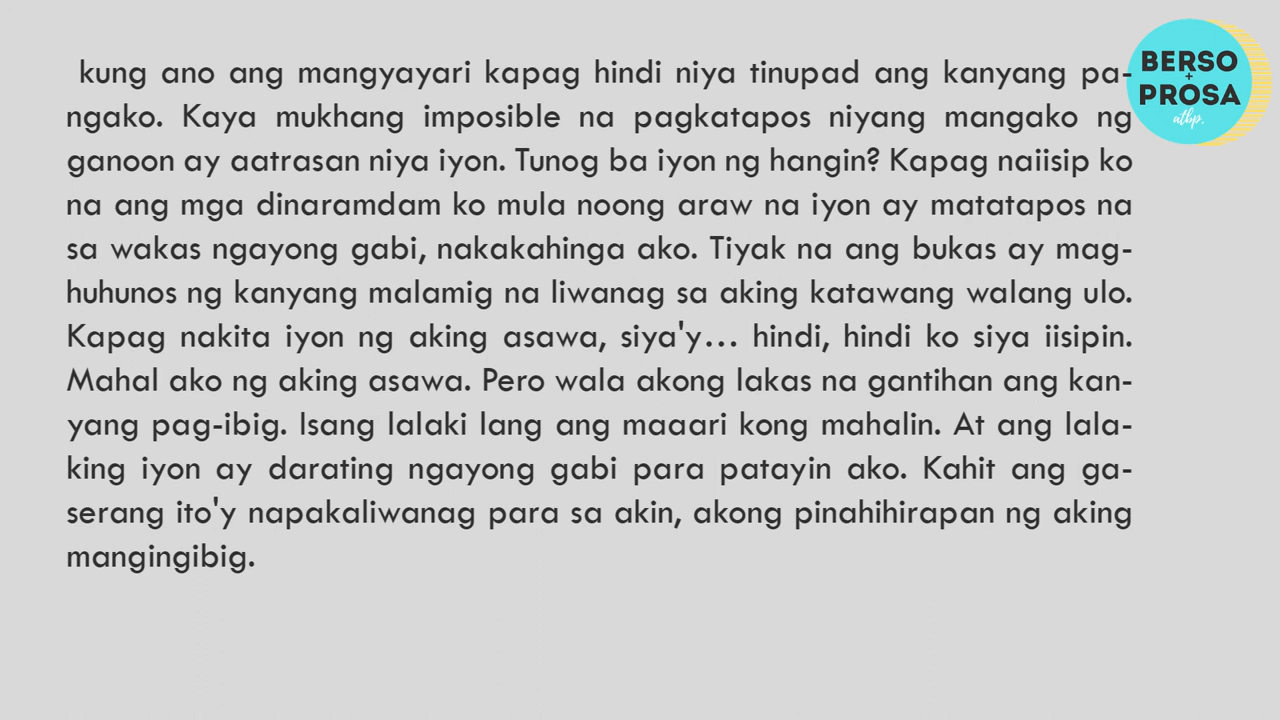 kung ano ang mangyayari kapag hindi niya tinupad ang kanyang pa-
ngako. Kaya mukhang imposible na pagkatapos niyang mangako ng
ganoon ay aatrasan niya iyon. Tunog ba iyon ng hangin? Kapag naiisip ko
na ang mga dinaramdam ko mula noong araw na iyon ay matatapos na
sa wakas ngayong gabi, nakakahinga ako. Tiyak na ang bukas ay mag-
huhunos ng kanyang malamig na liwanag sa aking katawang walang ulo.
Kapag nakita iyon ng aking asawa, siya'y… hindi, hindi ko siya iisipin.
Mahal ako ng aking asawa. Pero wala akong lakas na gantihan ang kan-
yang pag-ibig. Isang lalaki lang ang maaari kong mahalin. At ang lala-
king iyon ay darating ngayong gabi para patayin ako. Kahit ang ga-
serang ito'y napakaliwanag para sa akin, akong pinahihirapan ng aking
mangingibig.
BERSO
+
PROSA
atbp.